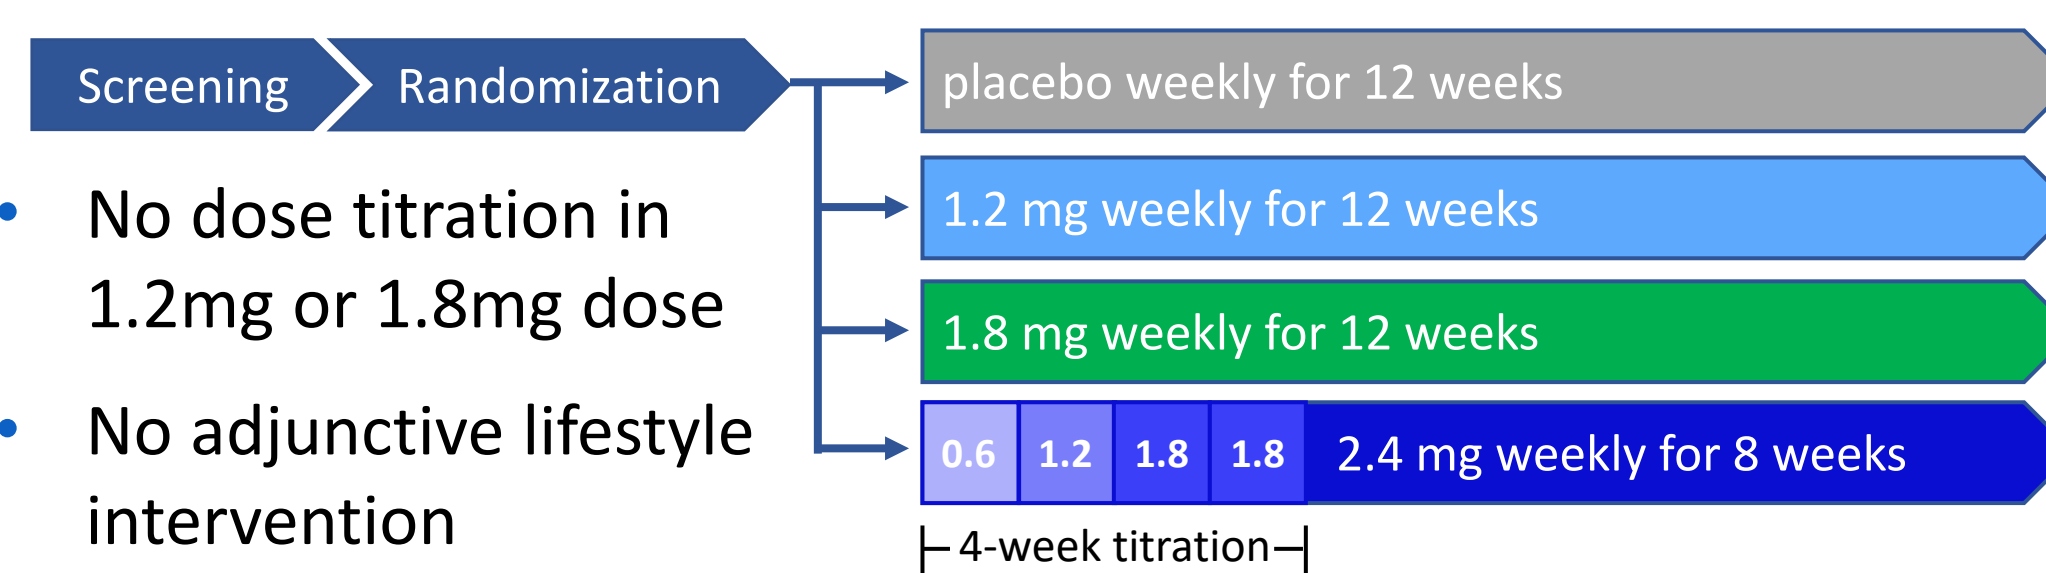 Screening
Randomization
placebo weekly for 12 weeks
1.2 mg weekly for 12 weeks
1.8 mg weekly for 12 weeks
0.6 1.2 1.8 1.8 2.4 mg weekly for 8 weeks
4-week titration
• No dose titration in
1.2mg or 1.8mg dose
• No adjunctive lifestyle
intervention